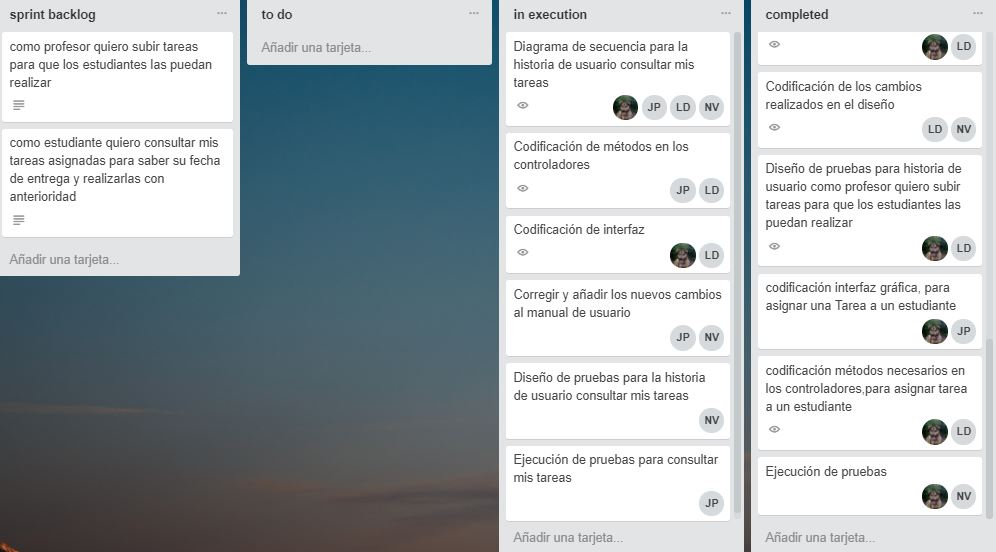 sprint backlog
como profesor quiero subir tareas
para que los estudiantes las puedan
realizar
como estudiante quiero consultar mis
tareas asignadas para saber su fecha
de entrega y realizarlas con
anterioridad
Añadir una tarjeta...
to do
Añadir una tarjeta...
in execution
Diagrama de secuencia para la
historia de usuario consultar mis
tareas
JP LD NV
Codificación de métodos en los
controladores
JP LD
Codificación de interfaz
LD
Corregir y añadir los nuevos cambios
al manual de usuario
JP NV
Diseño de pruebas para la historia
de usuario consultar mis tareas
NV
Ejecución de pruebas para consultar
mis tareas
JP
Añadir una tarjeta...
completed
LD
Codificación de los cambios
realizados en el diseño
LD NV
Diseño de pruebas para historia de
usuario como profesor quiero subir
tareas para que los estudiantes las
puedan realizar
LD
codificación interfaz gráfica, para
asignar una Tarea a un estudiante
JP
codificación métodos necesarios en
los controladores,para asignar tarea
a un estudiante
LD
Ejecución de pruebas
NV
Añadir una tarjeta...